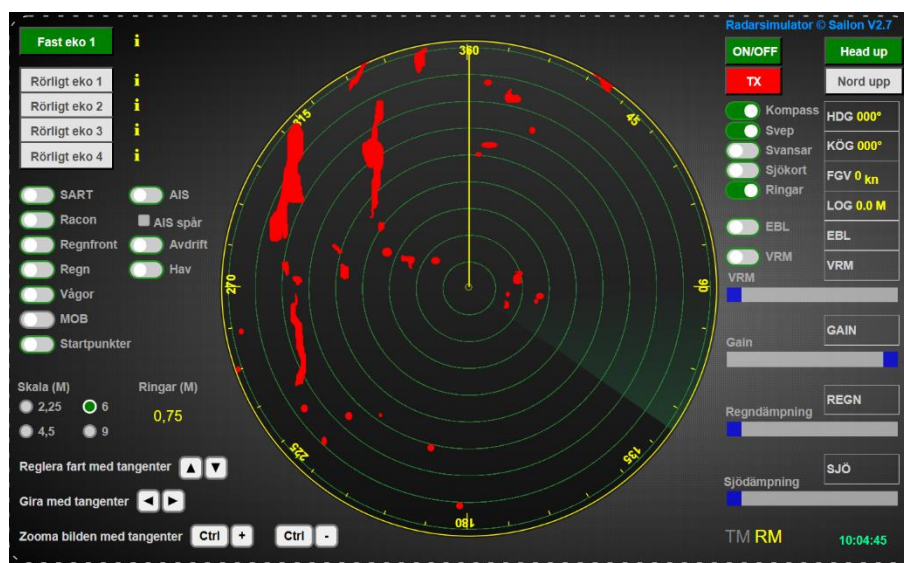 Radarsimulator © Sailon V2.7
Fast eko 1
i
ON/OFF
Head up
TX
Nord upp
Rörligt eko 1
i
Rörligt eko 2
i
Rörligt eko 3
i
Rörligt eko 4
i
Kompass
Svep
Svansar
Sjökort
Ringar
EBL
VRM
HDG 000°
KÖG 000°
FGV 0 kn
LOG 0.0 M
EBL
VRM
SART
AIS
Racon
AIS spår
Regnfront
Avdrift
Regn
Hav
Vågor
MOB
Startpunkter
360
45
90
135
180
225
270
315
VRM
Gain
GAIN
Regndämpning
REGN
Sjödämpning
SJÖ
Skala (M)
Ringar (M)
2,25
6
0,75
4,5
9
Reglera fart med tangenter ▲ ▼
Gira med tangenter ◄ ►
Zooma bilden med tangenter Ctrl + Ctrl -
TM RM
10:04:45